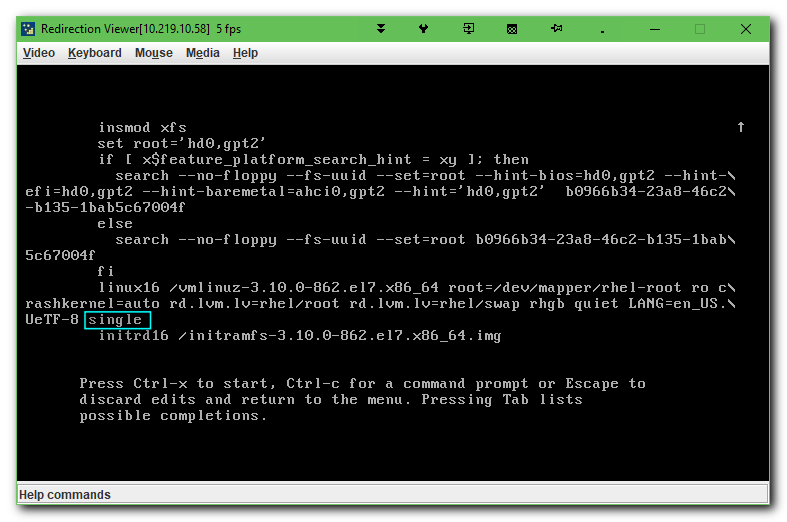 Redirection Viewer[10.219.10.58]  5 fps
Video Keyboard Mouse Media Help
insmod xfs
set root='hd0,gpt2'
if [ x$feature_platform_search_hint = xy ]; then
search --no-floppy --fs-uuid --set=root --hint-bios=hd0,gpt2 --hint-\
efi=hd0,gpt2 --hint-baremetal=ahci0,gpt2 --hint='hd0,gpt2'  b0966b34-23a8-46c2\
-b135-1bab5c67004f
else
search --no-floppy --fs-uuid --set=root b0966b34-23a8-46c2-b135-1bab\
5c67004f
fi
linux16 /vmlinuz-3.10.0-862.el7.x86_64 root=/dev/mapper/rhel-root ro c\
rashkernel=auto rd.lvm.lv=rhel/root rd.lvm.lv=rhel/swap rhgb quiet LANG=en_US.\
UeTF-8 single
initrd16 /initramfs-3.10.0-862.el7.x86_64.img
Press Ctrl-x to start, Ctrl-c for a command prompt or Escape to
discard edits and return to the menu. Pressing Tab lists
possible completions.
Help commands